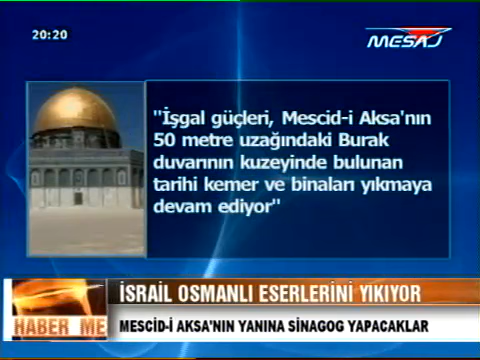 20:20
MESAJ
"İşgal güçleri, Mescid-i Aksa'nın
50 metre uzağındaki Burak
duvarının kuzeyinde bulunan
tarihi kemer ve binaları yıkmaya
devam ediyor"
İSRAİL OSMANLI ESERLERİNİ YIKIYOR
HABER ME
MESCİD-İ AKSA'NIN YANINA SİNAGOG YAPACAKLAR